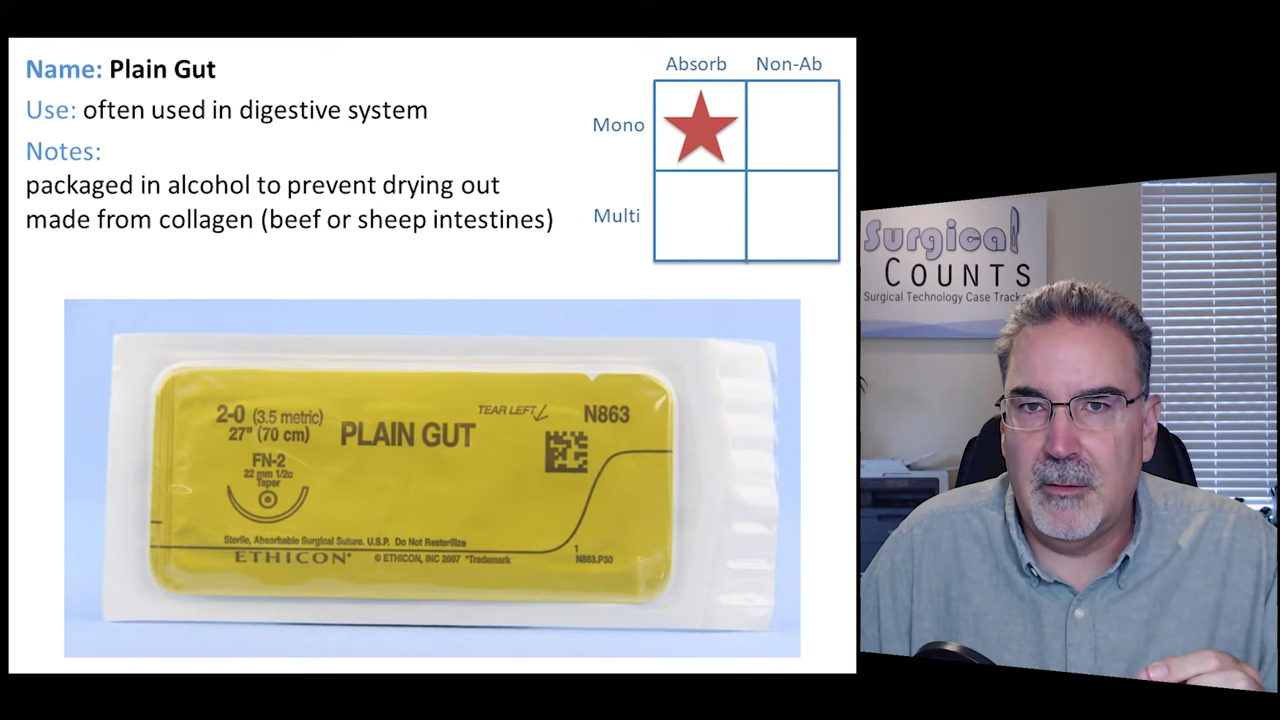 Name: Plain Gut
Use: often used in digestive system
Notes:
packaged in alcohol to prevent drying out
made from collagen (beef or sheep intestines)
Absorb Non-Ab
Mono
Multi
2-0 (3.5 metric)
27" (70 cm)
PLAIN GUT
TEAR LEFT
N863
FN-2
22 mm 1/2c
Taper
Sterile, Absorbable Surgical Suture. U.S.P. Do Not Resterilize
ETHICON* © ETHICON, INC 2007 *Trademark
1
N863.P30
Surgical
COUNTS
Surgical Technology Case Track